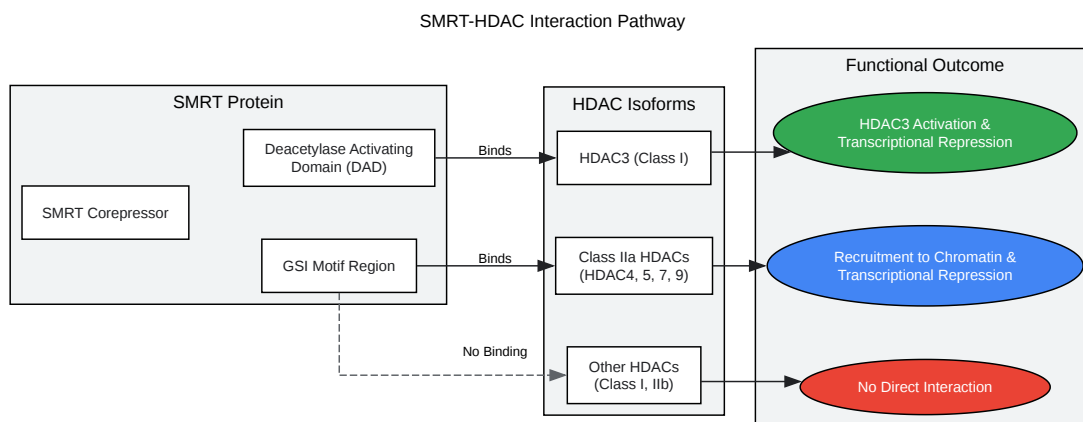 SMRT-HDAC Interaction Pathway
SMRT Protein
SMRT Corepressor
Deacetylase Activating
Domain (DAD)
GSI Motif Region
Binds
Binds
No Binding
HDAC Isoforms
HDAC3 (Class I)
Class IIa HDACs
(HDAC4, 5, 7, 9)
Other HDACs
(Class I, IIb)
Functional Outcome
HDAC3 Activation &
Transcriptional Repression
Recruitment to Chromatin &
Transcriptional Repression
No Direct Interaction